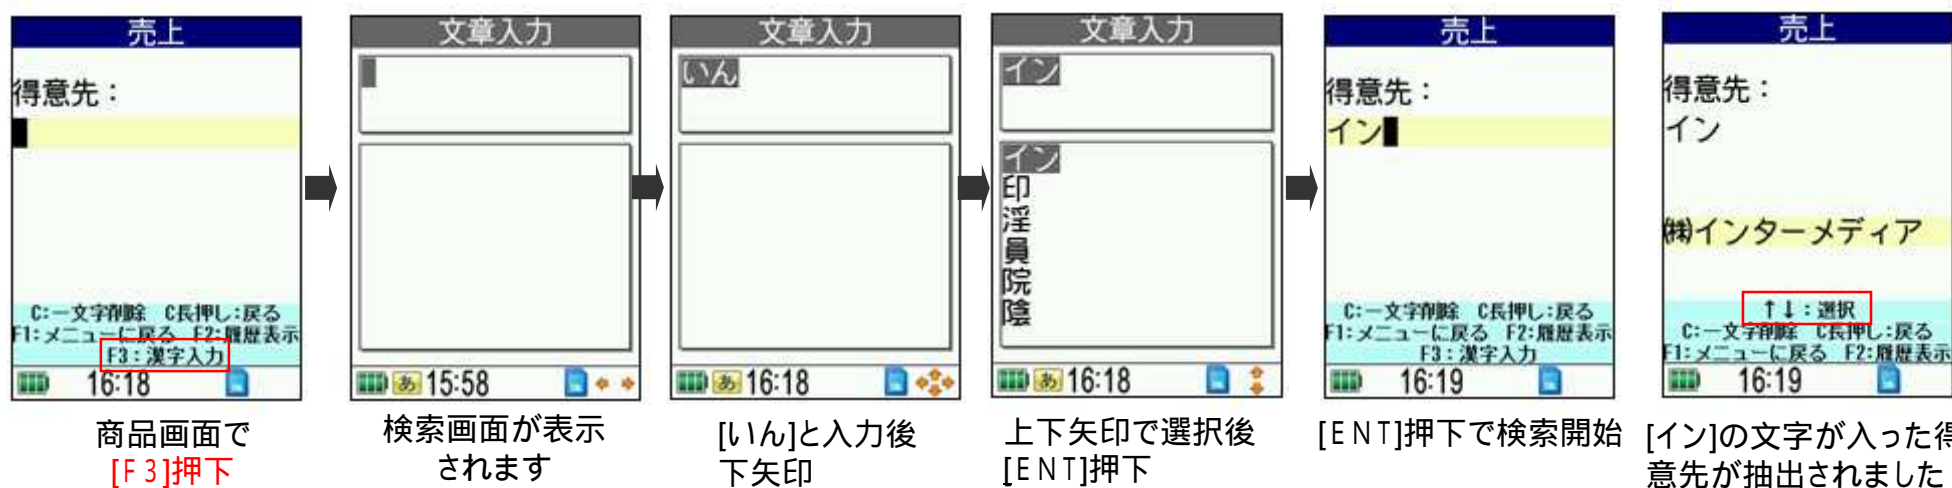 売上
得意先：
C:一文字削除 C長押し:戻る
F1:メニューに戻る F2:履歴表示
F3：漢字入力
16:18
商品画面で
[F3]押下
文章入力
あ 15:58
検索画面が表示
されます
文章入力
いん
あ 16:18
[いん]と入力後
下矢印
文章入力
イン
イン
印
淫
員
院
陰
あ 16:18
上下矢印で選択後
[ENT]押下
売上
得意先：
イン
C:一文字削除 C長押し:戻る
F1:メニューに戻る F2:履歴表示
F3：漢字入力
16:19
[ENT]押下で検索開始
売上
得意先：
イン
㈱インターメディア
↑↓：選択
C:一文字削除 C長押し:戻る
F1:メニューに戻る F2:履歴表示
16:19
[イン]の文字が入った得
意先が抽出されました